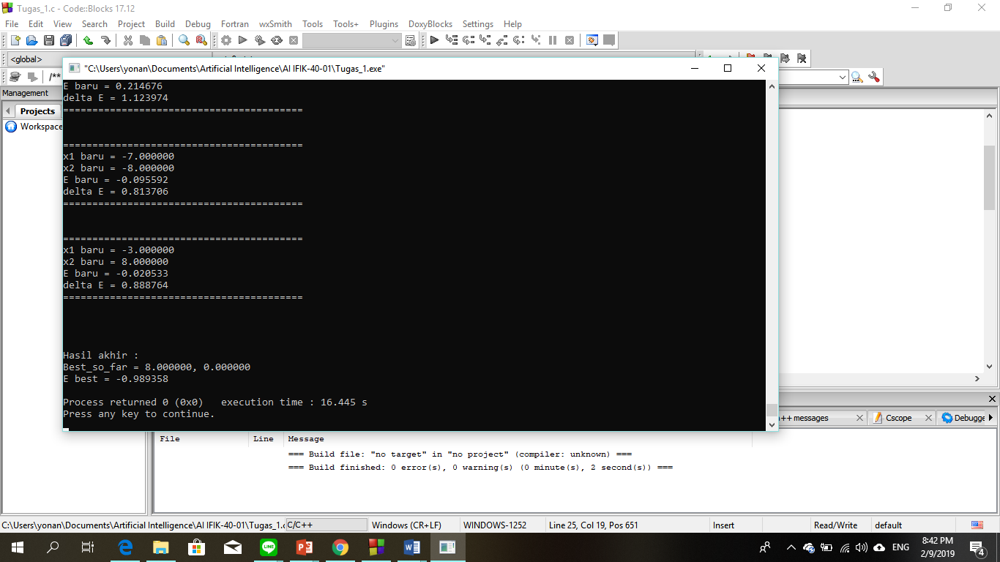 Tugas_1.c - Code::Blocks 17.12
File Edit View Search Project Build Debug Fortran wxSmith Tools Tools+ Plugins DoxyBlocks Settings Help
<global>
/**
"C:\Users\yonan\Documents\Artificial Intelligence\AI IFIK-40-01\Tugas_1.exe"
Management
Projects
Workspace
E baru = 0.214676
delta E = 1.123974
=========================================
=========================================
x1 baru = -7.000000
x2 baru = -8.000000
E baru = -0.095592
delta E = 0.813706
=========================================
=========================================
x1 baru = -3.000000
x2 baru = 8.000000
E baru = -0.020533
delta E = 0.888764
=========================================
Hasil akhir :
Best_so_far = 8.000000, 0.000000
E best = -0.989358
Process returned 0 (0x0)   execution time : 16.445 s
Press any key to continue.
++ messages Cscope Debugge
File Line Message
=== Build file: "no target" in "no project" (compiler: unknown) ===
=== Build finished: 0 error(s), 0 warning(s) (0 minute(s), 2 second(s)) ===
C:\Users\yonan\Documents\Artificial Intelligence\AI IFIK-40-01\Tugas_1.c C/C++ Windows (CR+LF) WINDOWS-1252 Line 25, Col 19, Pos 651 Insert Read/Write default
ENG
8:42 PM
2/9/2019
4